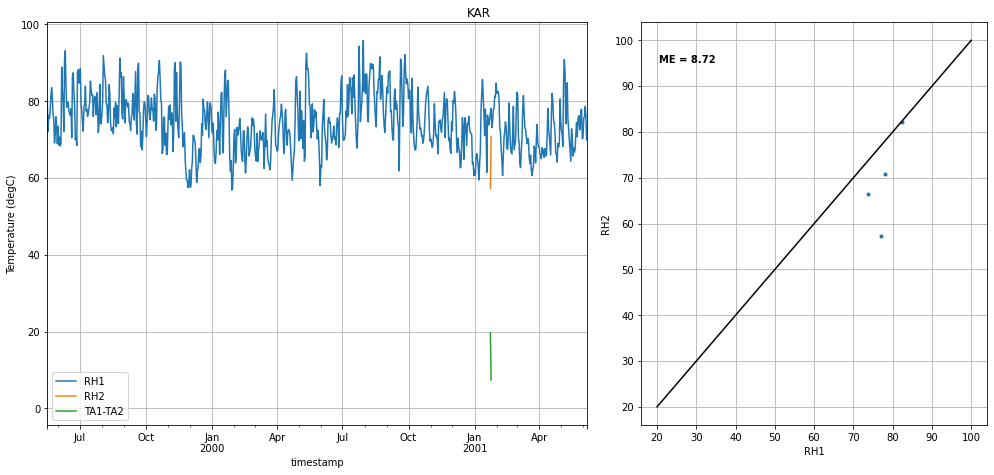 KAR
100
80
60
40
20
0
Temperature (degC)
RH1
RH2
TA1-TA2
Jul
Oct
Jan
2000
Apr
Jul
Oct
Jan
2001
Apr
timestamp
ME = 8.72
100
90
80
70
60
50
40
30
20
RH2
20 30 40 50 60 70 80 90 100
RH1